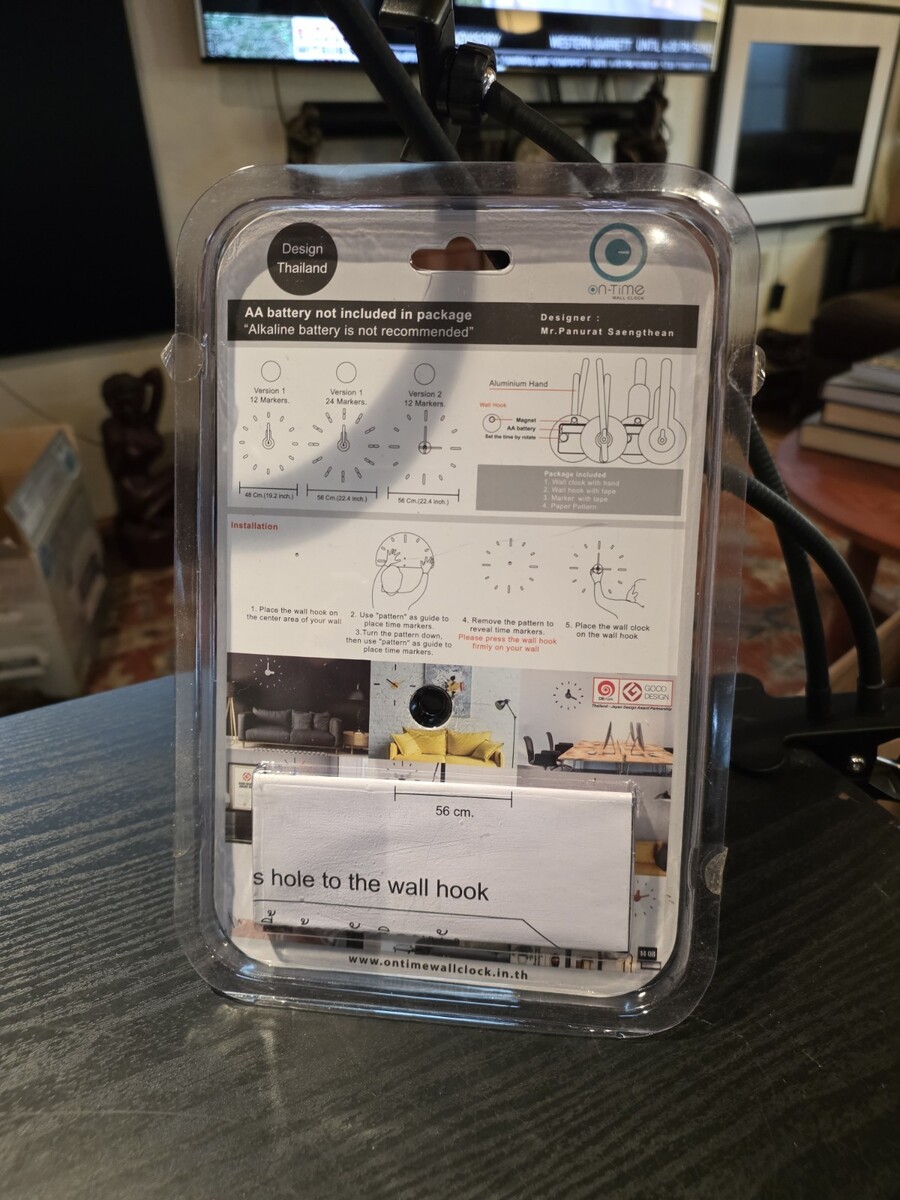 WESTERN GARRETT UNTIL
Design
Thailand
On-Time
WALL CLOCK
AA battery not included in package
“Alkaline battery is not recommended”
Designer :
Mr.Panurat Saengthean
Version 1
12 Markers.
Version 1
24 Markers.
Version 2
12 Markers.
48 Cm.(19.2 inch.)
56 Cm.(22.4 inch.)
56 Cm.(22.4 inch.)
Aluminium Hand
Wall Hook
Magnet
AA battery
Set the time by rotate
Package included
1. Wall clock with hand
2. Wall hook with tape
3. Marker with tape
4. Paper Pattern.
Installation
1. Place the wall hook on
the center area of your wall
2. Use "pattern" as guide to
place time markers.
3.Turn the pattern down,
then use "pattern" as guide to
place time markers.
4. Remove the pattern to
reveal time markers.
Please press the wall hook
firmly on your wall
5. Place the wall clock
on the wall hook
GOOD
DESIGN
Thailand - Japan Design Award Partnership
56 cm.
s hole to the wall hook
www.ontimewallclock.in.th